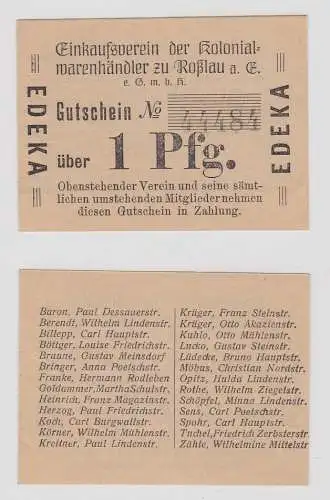 Einkaufsverein der Kolonial-
warenhändler zu Roßlau a. E.
e. G. m. b. H.
EDEKA
Gutschein № 44484
EDEKA
über 1 Pfg.
Obenstehender Verein und seine sämt-
lichen umstehenden Mitglieder nehmen
diesen Gutschein in Zahlung.
Baron, Paul Dessauerstr.
Berendt, Wilhelm Lindenstr.
Billepp, Carl Hauptstr.
Böttger, Louise Friedrichstr.
Braune, Gustav Meinsdorf
Bringer, Anna Poetschstr.
Franke, Hermann Rodleben
Goldammer, Martha Schulstr.
Heinrich, Franz Magazinstr.
Herzog, Paul Friedrichstr.
Koch, Carl Burgwallstr.
Körner, Wilhelm Mühlenstr.
Kreitner, Paul Lindenstr.
Krüger, Franz Steinstr.
Krüger, Otto Akazienstr.
Kuhlo, Otto Mühlenstr.
Lucko, Gustav Steinstr.
Lüdecke, Bruno Hauptstr.
Möbus, Christian Nordstr.
Opitz, Hulda Lindenstr.
Rothe, Wilhelm Ziegelstr.
Schöpfel, Minna Lindenstr.
Sens, Carl Poetschstr.
Spohr, Carl Hauptstr.
Tuchel, Friedrich Zerbsterstr.
Zähle, Wilhelmine Mittelstr.